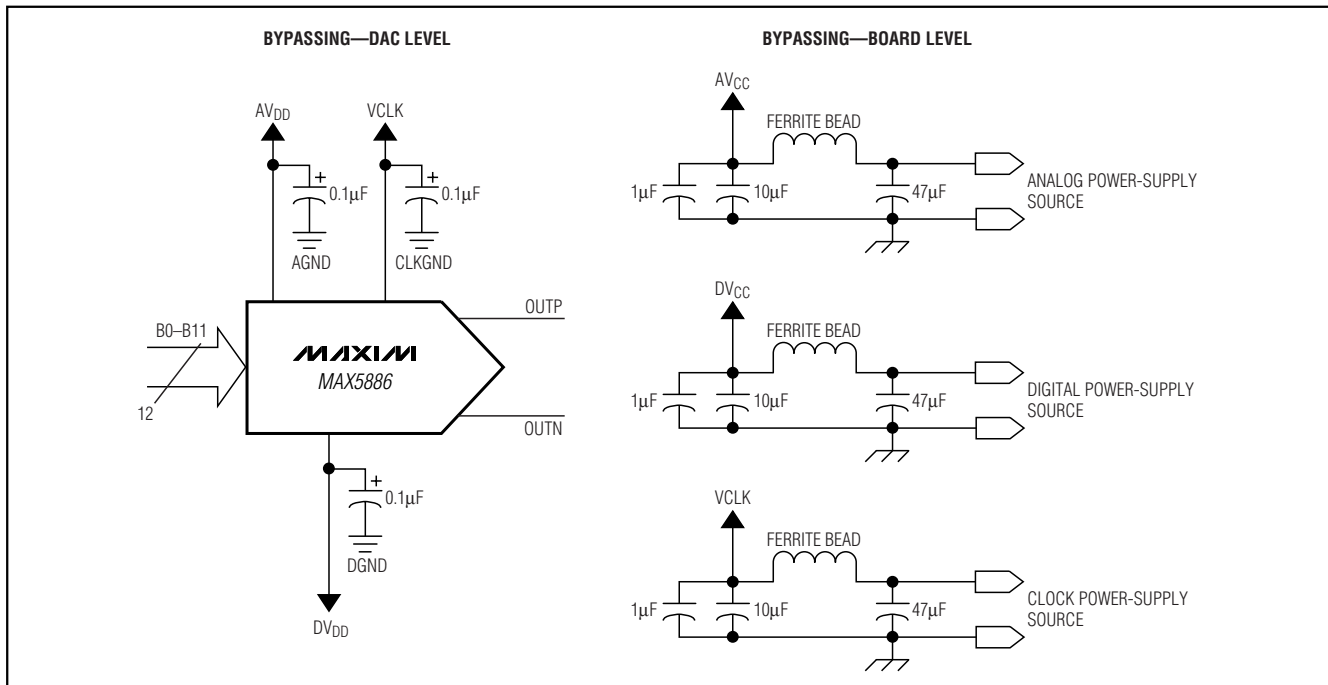 BYPASSING—DAC LEVEL
AVDD
VCLK
+
0.1µF
+
0.1µF
AGND
CLKGND
OUTP
B0–B11
MAXIM
MAX5886
12
OUTN
+
0.1µF
DGND
DVDD
BYPASSING—BOARD LEVEL
AVCC
FERRITE BEAD
1µF
10µF
47µF
ANALOG POWER-SUPPLY
SOURCE
DVCC
FERRITE BEAD
1µF
10µF
47µF
DIGITAL POWER-SUPPLY
SOURCE
VCLK
FERRITE BEAD
1µF
10µF
47µF
CLOCK POWER-SUPPLY
SOURCE